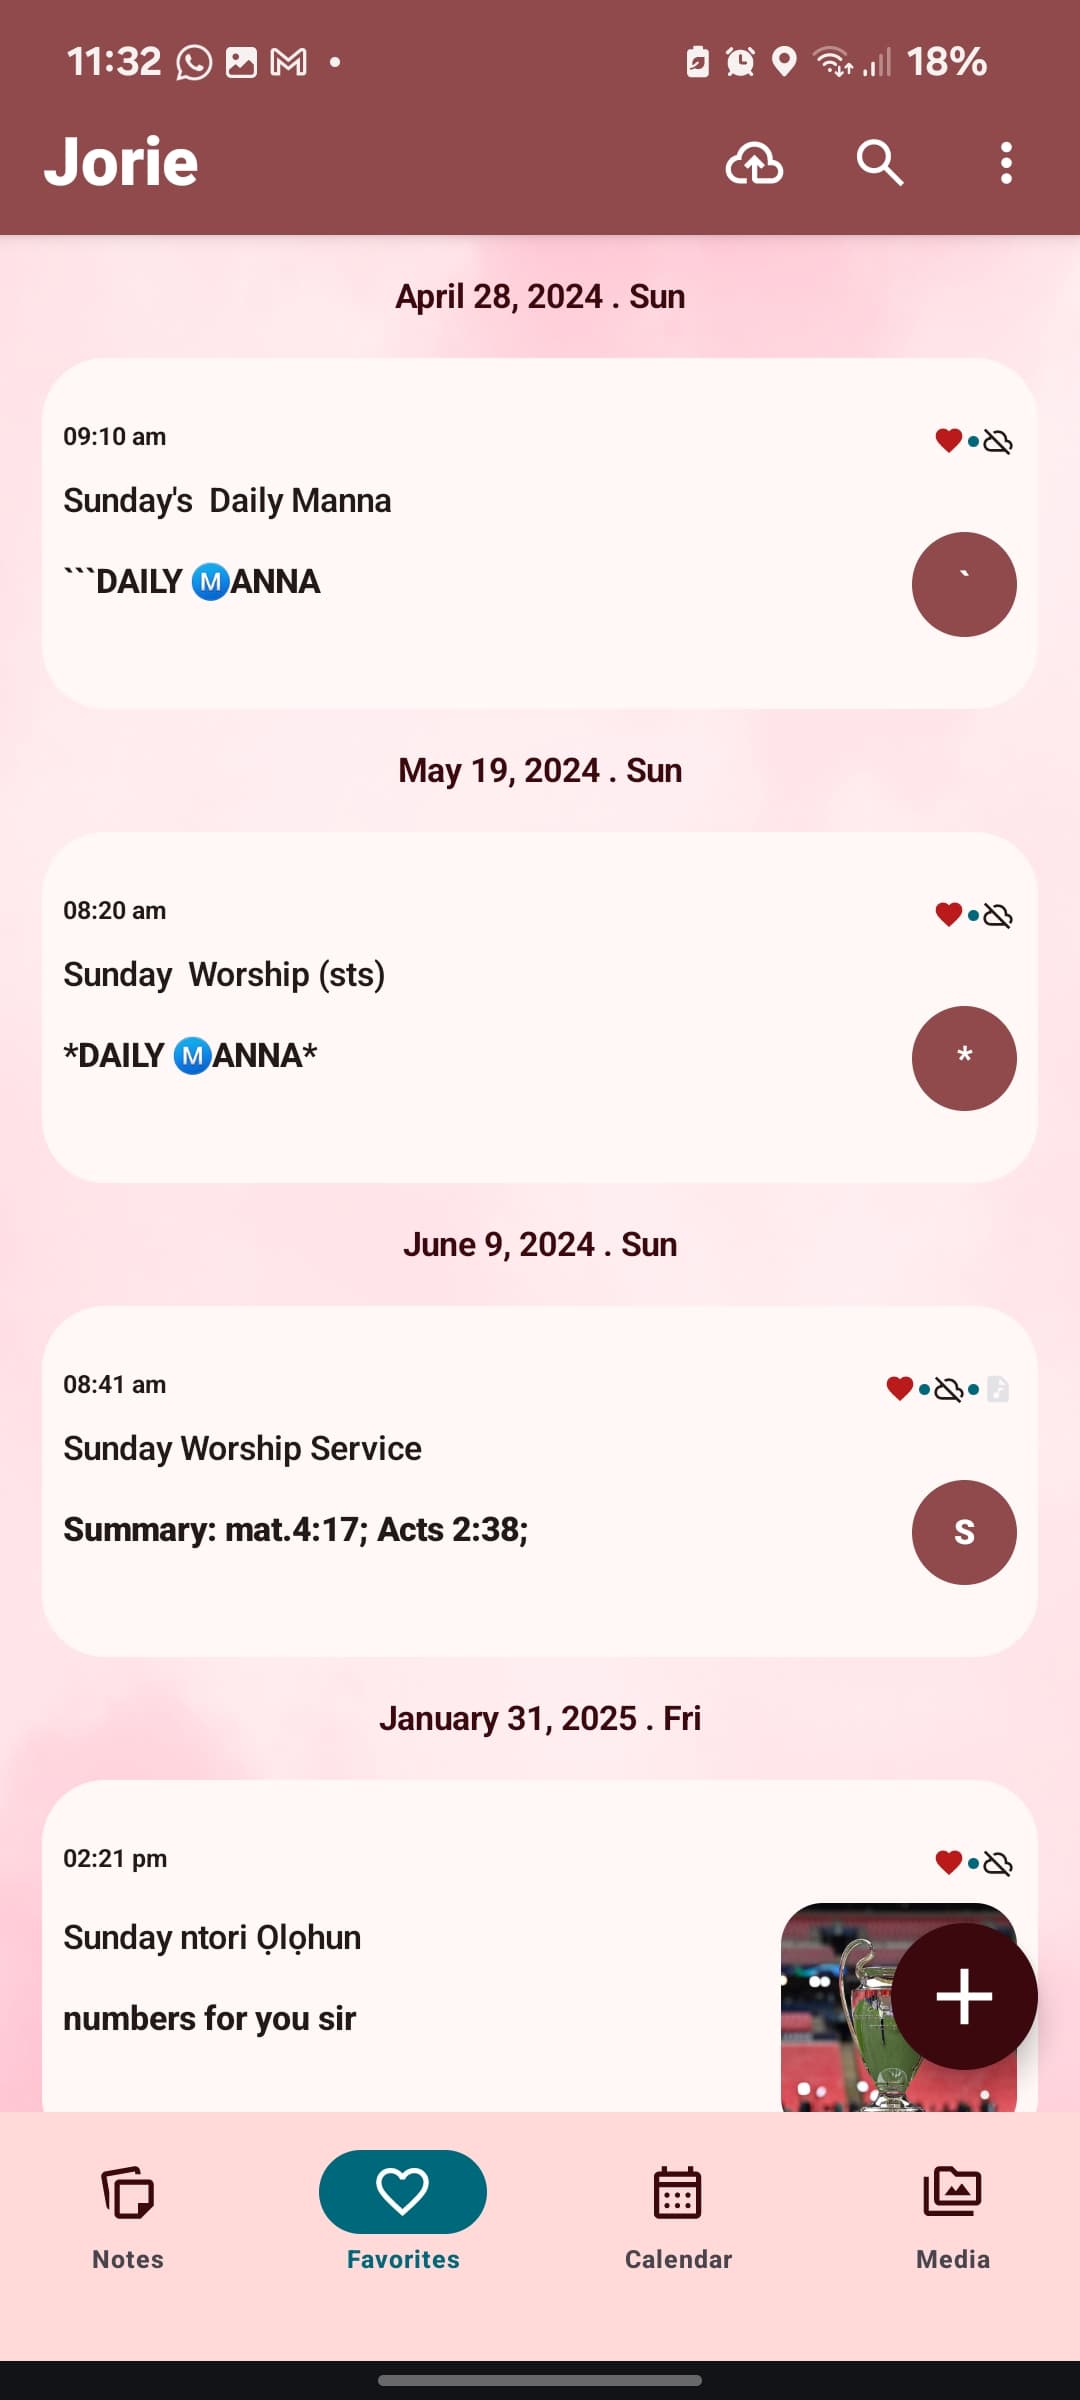 11:32
18%
Jorie
April 28, 2024 . Sun
09:10 am
Sunday's  Daily Manna
```DAILY Ⓜ️ANNA
`
May 19, 2024 . Sun
08:20 am
Sunday  Worship (sts)
*DAILY Ⓜ️ANNA*
*
June 9, 2024 . Sun
08:41 am
Sunday Worship Service
Summary: mat.4:17; Acts 2:38;
S
January 31, 2025 . Fri
02:21 pm
Sunday ntori Ọlọhun
numbers for you sir
Notes
Favorites
Calendar
Media